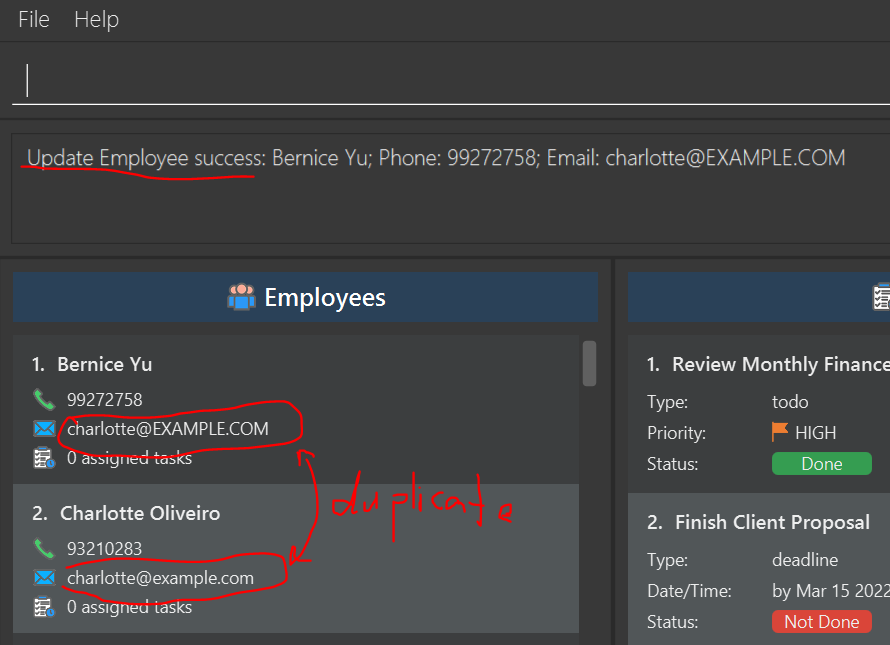 File Help
Update Employee success: Bernice Yu; Phone: 99272758; Email: charlotte@EXAMPLE.COM
Employees
1. Bernice Yu
99272758
charlotte@EXAMPLE.COM
0 assigned tasks
2. Charlotte Oliveiro
93210283
charlotte@example.com
0 assigned tasks
duplicate
1. Review Monthly Finance
Type: todo
Priority: HIGH
Status: Done
2. Finish Client Proposal
Type: deadline
Date/Time: by Mar 15 2022
Status: Not Done